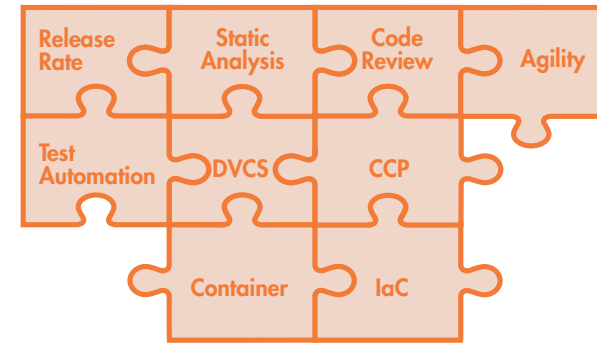 Release
Rate
Static
Analysis
Code
Review
Agility
Test
Automation
DVCS
CCP
Container
IaC